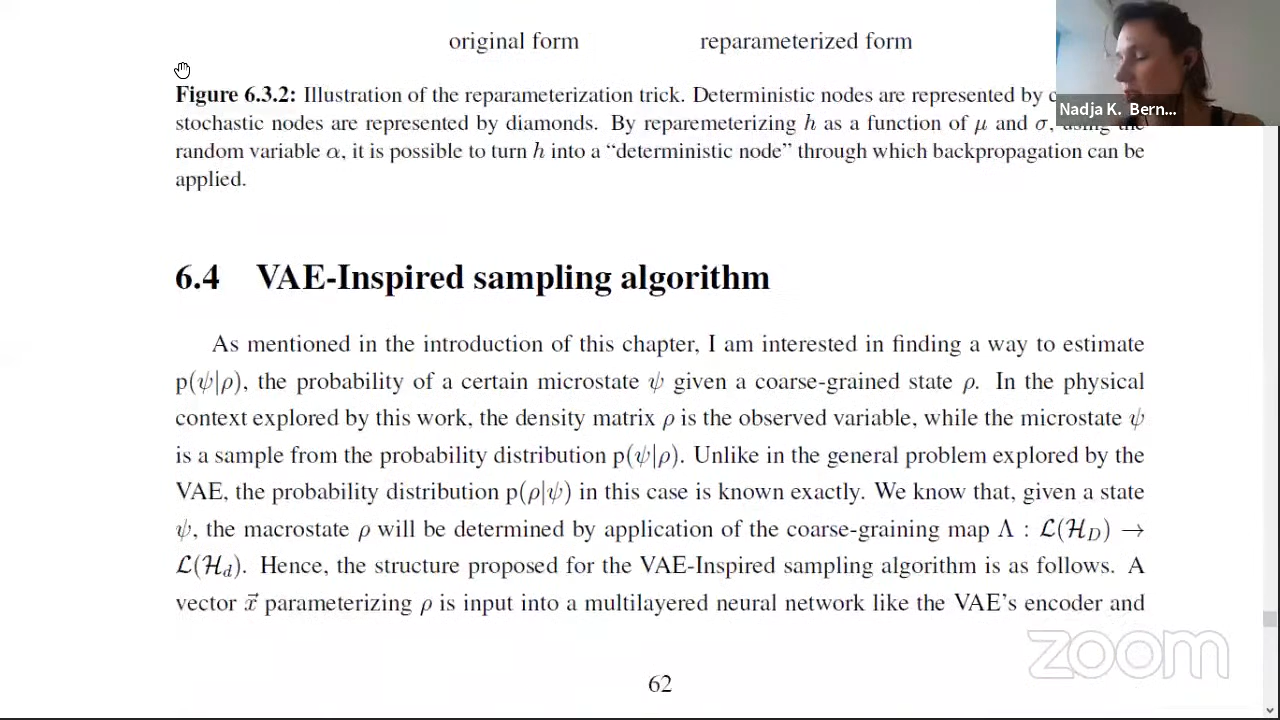 original form reparameterized form
Figure 6.3.2: Illustration of the reparameterization trick. Deterministic nodes are represented by c
Nadja K. Bern...
stochastic nodes are represented by diamonds. By reparemeterizing h as a function of μ and σ, using the
random variable α, it is possible to turn h into a “deterministic node” through which backpropagation can be
applied.
6.4 VAE-Inspired sampling algorithm
As mentioned in the introduction of this chapter, I am interested in finding a way to estimate
p(ψ|ρ), the probability of a certain microstate ψ given a coarse-grained state ρ. In the physical
context explored by this work, the density matrix ρ is the observed variable, while the microstate ψ
is a sample from the probability distribution p(ψ|ρ). Unlike in the general problem explored by the
VAE, the probability distribution p(ρ|ψ) in this case is known exactly. We know that, given a state
ψ, the macrostate ρ will be determined by application of the coarse-graining map Λ : ℒ(ℋ_D) →
ℒ(ℋ_d). Hence, the structure proposed for the VAE-Inspired sampling algorithm is as follows. A
vector x⃗ parameterizing ρ is input into a multilayered neural network like the VAE’s encoder and
zoom
62